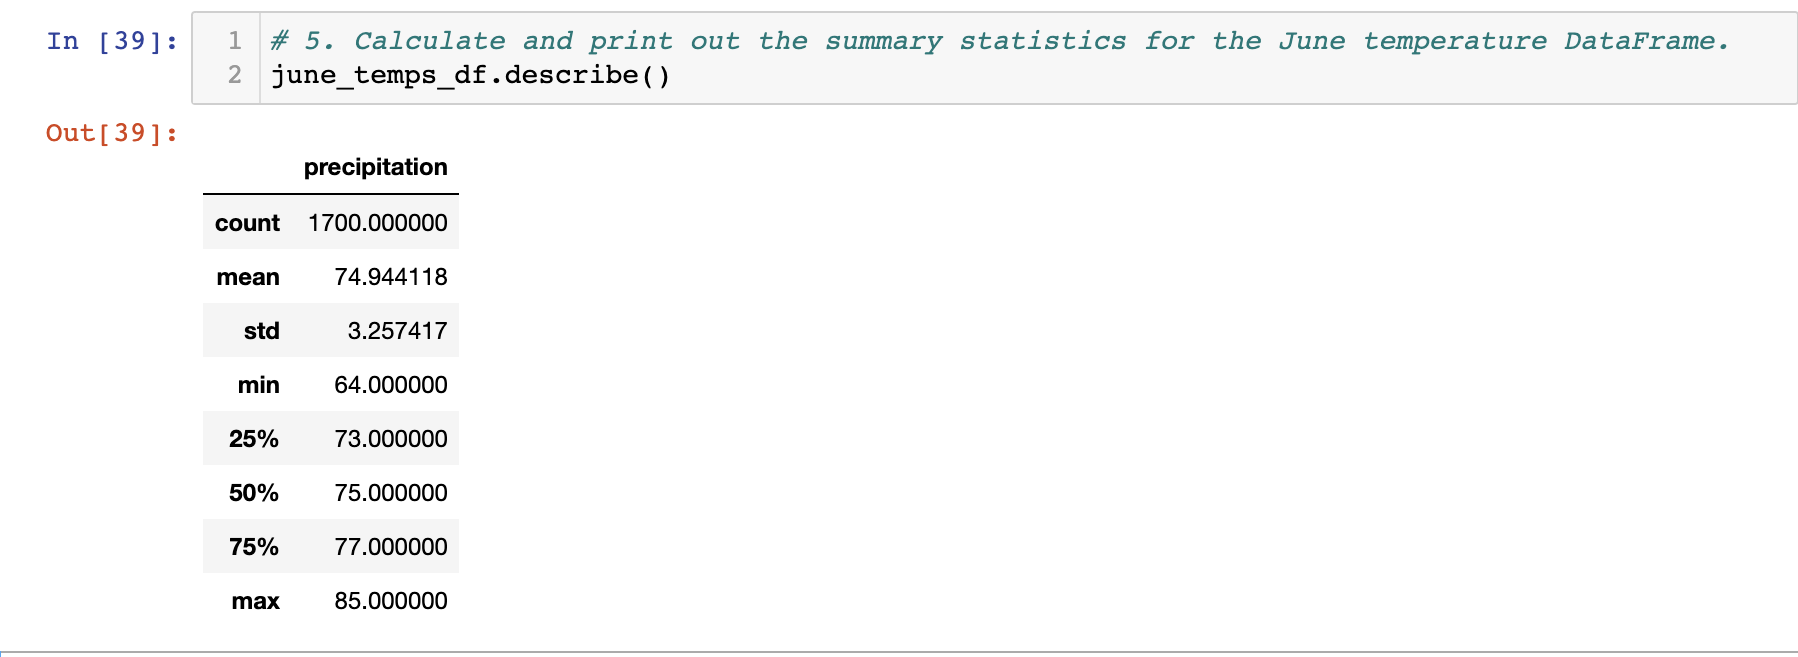 In [39]:
1 # 5. Calculate and print out the summary statistics for the June temperature DataFrame.
2 june_temps_df.describe()
Out[39]:
precipitation
count 1700.000000
mean 74.944118
std 3.257417
min 64.000000
25% 73.000000
50% 75.000000
75% 77.000000
max 85.000000